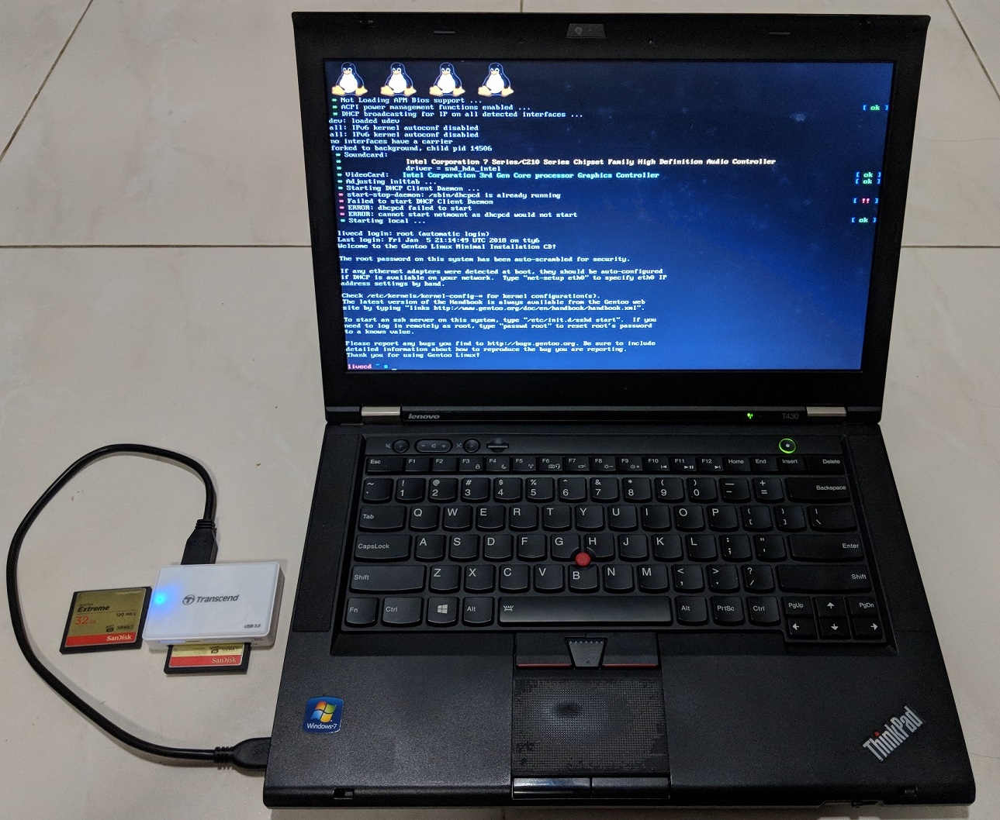 * Not Loading APM Bios support ...
* ACPI power management functions enabled ... [ ok ]
* DHCP broadcasting for IP on all detected interfaces ...
dev: loaded udev
all: IPv6 kernel autoconf disabled
all: IPv6 kernel autoconf disabled
no interfaces have a carrier
forked to background, child pid 14506
* Soundcard:
* Intel Corporation 7 Series/C210 Series Chipset Family High Definition Audio Controller
* driver = snd_hda_intel
* VideoCard: Intel Corporation 3rd Gen Core processor Graphics Controller [ ok ]
* Adjusting inittab ... [ ok ]
* Starting DHCP Client Daemon ...
* start-stop-daemon: /sbin/dhcpcd is already running
* Failed to start DHCP Client Daemon [ !! ]
* ERROR: dhcpcd failed to start
* ERROR: cannot start netmount as dhcpcd would not start
* Starting local ... [ ok ]
livecd login: root (automatic login)
Last login: Fri Jan 5 21:14:49 UTC 2018 on tty6
Welcome to the Gentoo Linux Minimal Installation CD!
The root password on this system has been auto-scrambled for security.
If any ethernet adapters were detected at boot, they should be auto-configured
if DHCP is available on your network. Type "net-setup eth0" to specify eth0 IP
address settings by hand.
Check /etc/kernels/kernel-config-* for kernel configuration(s).
The latest version of the Handbook is always available from the Gentoo web
site by typing "links http://www.gentoo.org/doc/en/handbook/handbook.xml".
To start an ssh server on this system, type "/etc/init.d/sshd start". If you
need to log in remotely as root, type "passwd root" to reset root's password
to a known value.
Please report any bugs you find to http://bugs.gentoo.org. Be sure to include
detailed information about how to reproduce the bug you are reporting.
Thank you for using Gentoo Linux!
livecd ~ # _
lenovo T430
Esc F1 F2 F3 F4 F5 F6 F7 F8 F9 F10 F11 F12 Home End Insert Delete
~ ! @ # $ % ^ & * ( ) — +
` 1 2 3 4 5 6 7 8 9 0 - = Backspace
Tab Q W E R T Y U I O P { [ } ] | \
CapsLock A S D F G H J K L : ; " ' Enter
Shift Z X C V B N M < , > . ? / Shift
Fn Ctrl Alt Alt PrtSc Ctrl PgUp PgDn
Windows 7
ThinkPad
Transcend
USB 3.0
SanDisk
Extreme
120 MB/s
32 GB
SanDisk
SanDisk